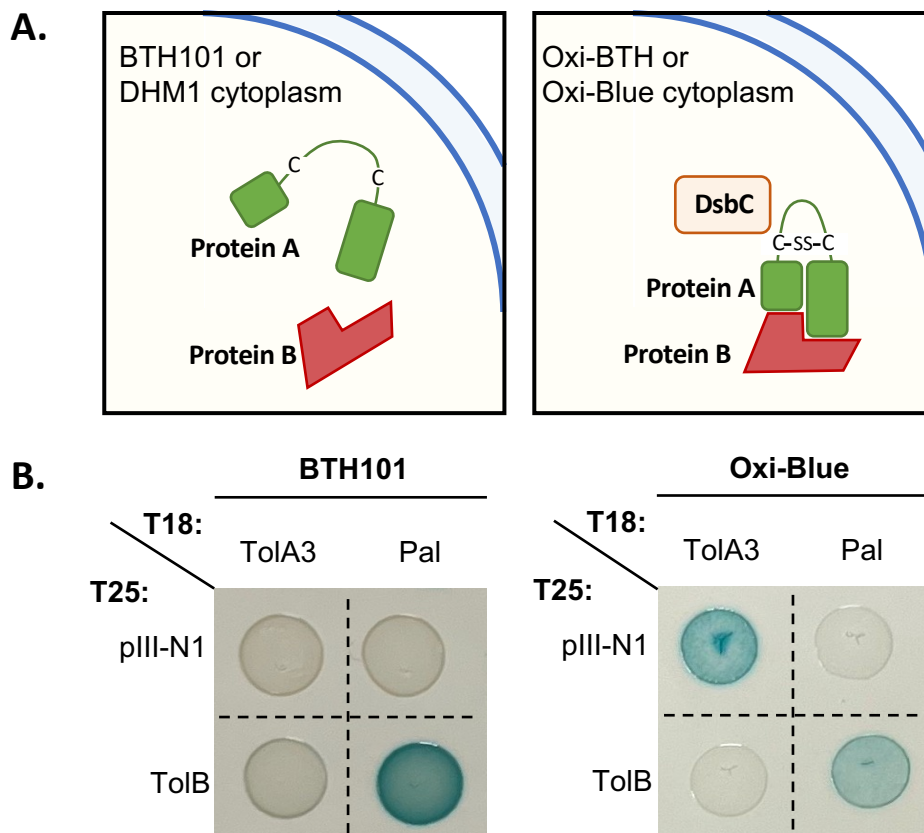 A.
BTH101 or
DHM1 cytoplasm
C
C
Protein A
Protein B
Oxi-BTH or
Oxi-Blue cytoplasm
DsbC
C-SS-C
Protein A
Protein B
B.
BTH101
T18:
TolA3 Pal
T25:
pIII-N1
TolB
Oxi-Blue
T18:
TolA3 Pal
T25:
pIII-N1
TolB